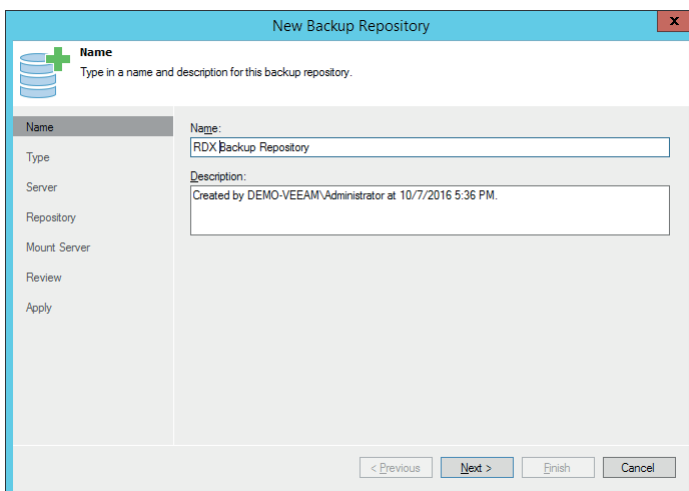 New Backup Repository
x
Name
Type in a name and description for this backup repository.
Name
Type
Server
Repository
Mount Server
Review
Apply
Name:
RDX Backup Repository
Description:
Created by DEMO-VEEAM\Administrator at 10/7/2016 5:36 PM.
< Previous
Next >
Finish
Cancel